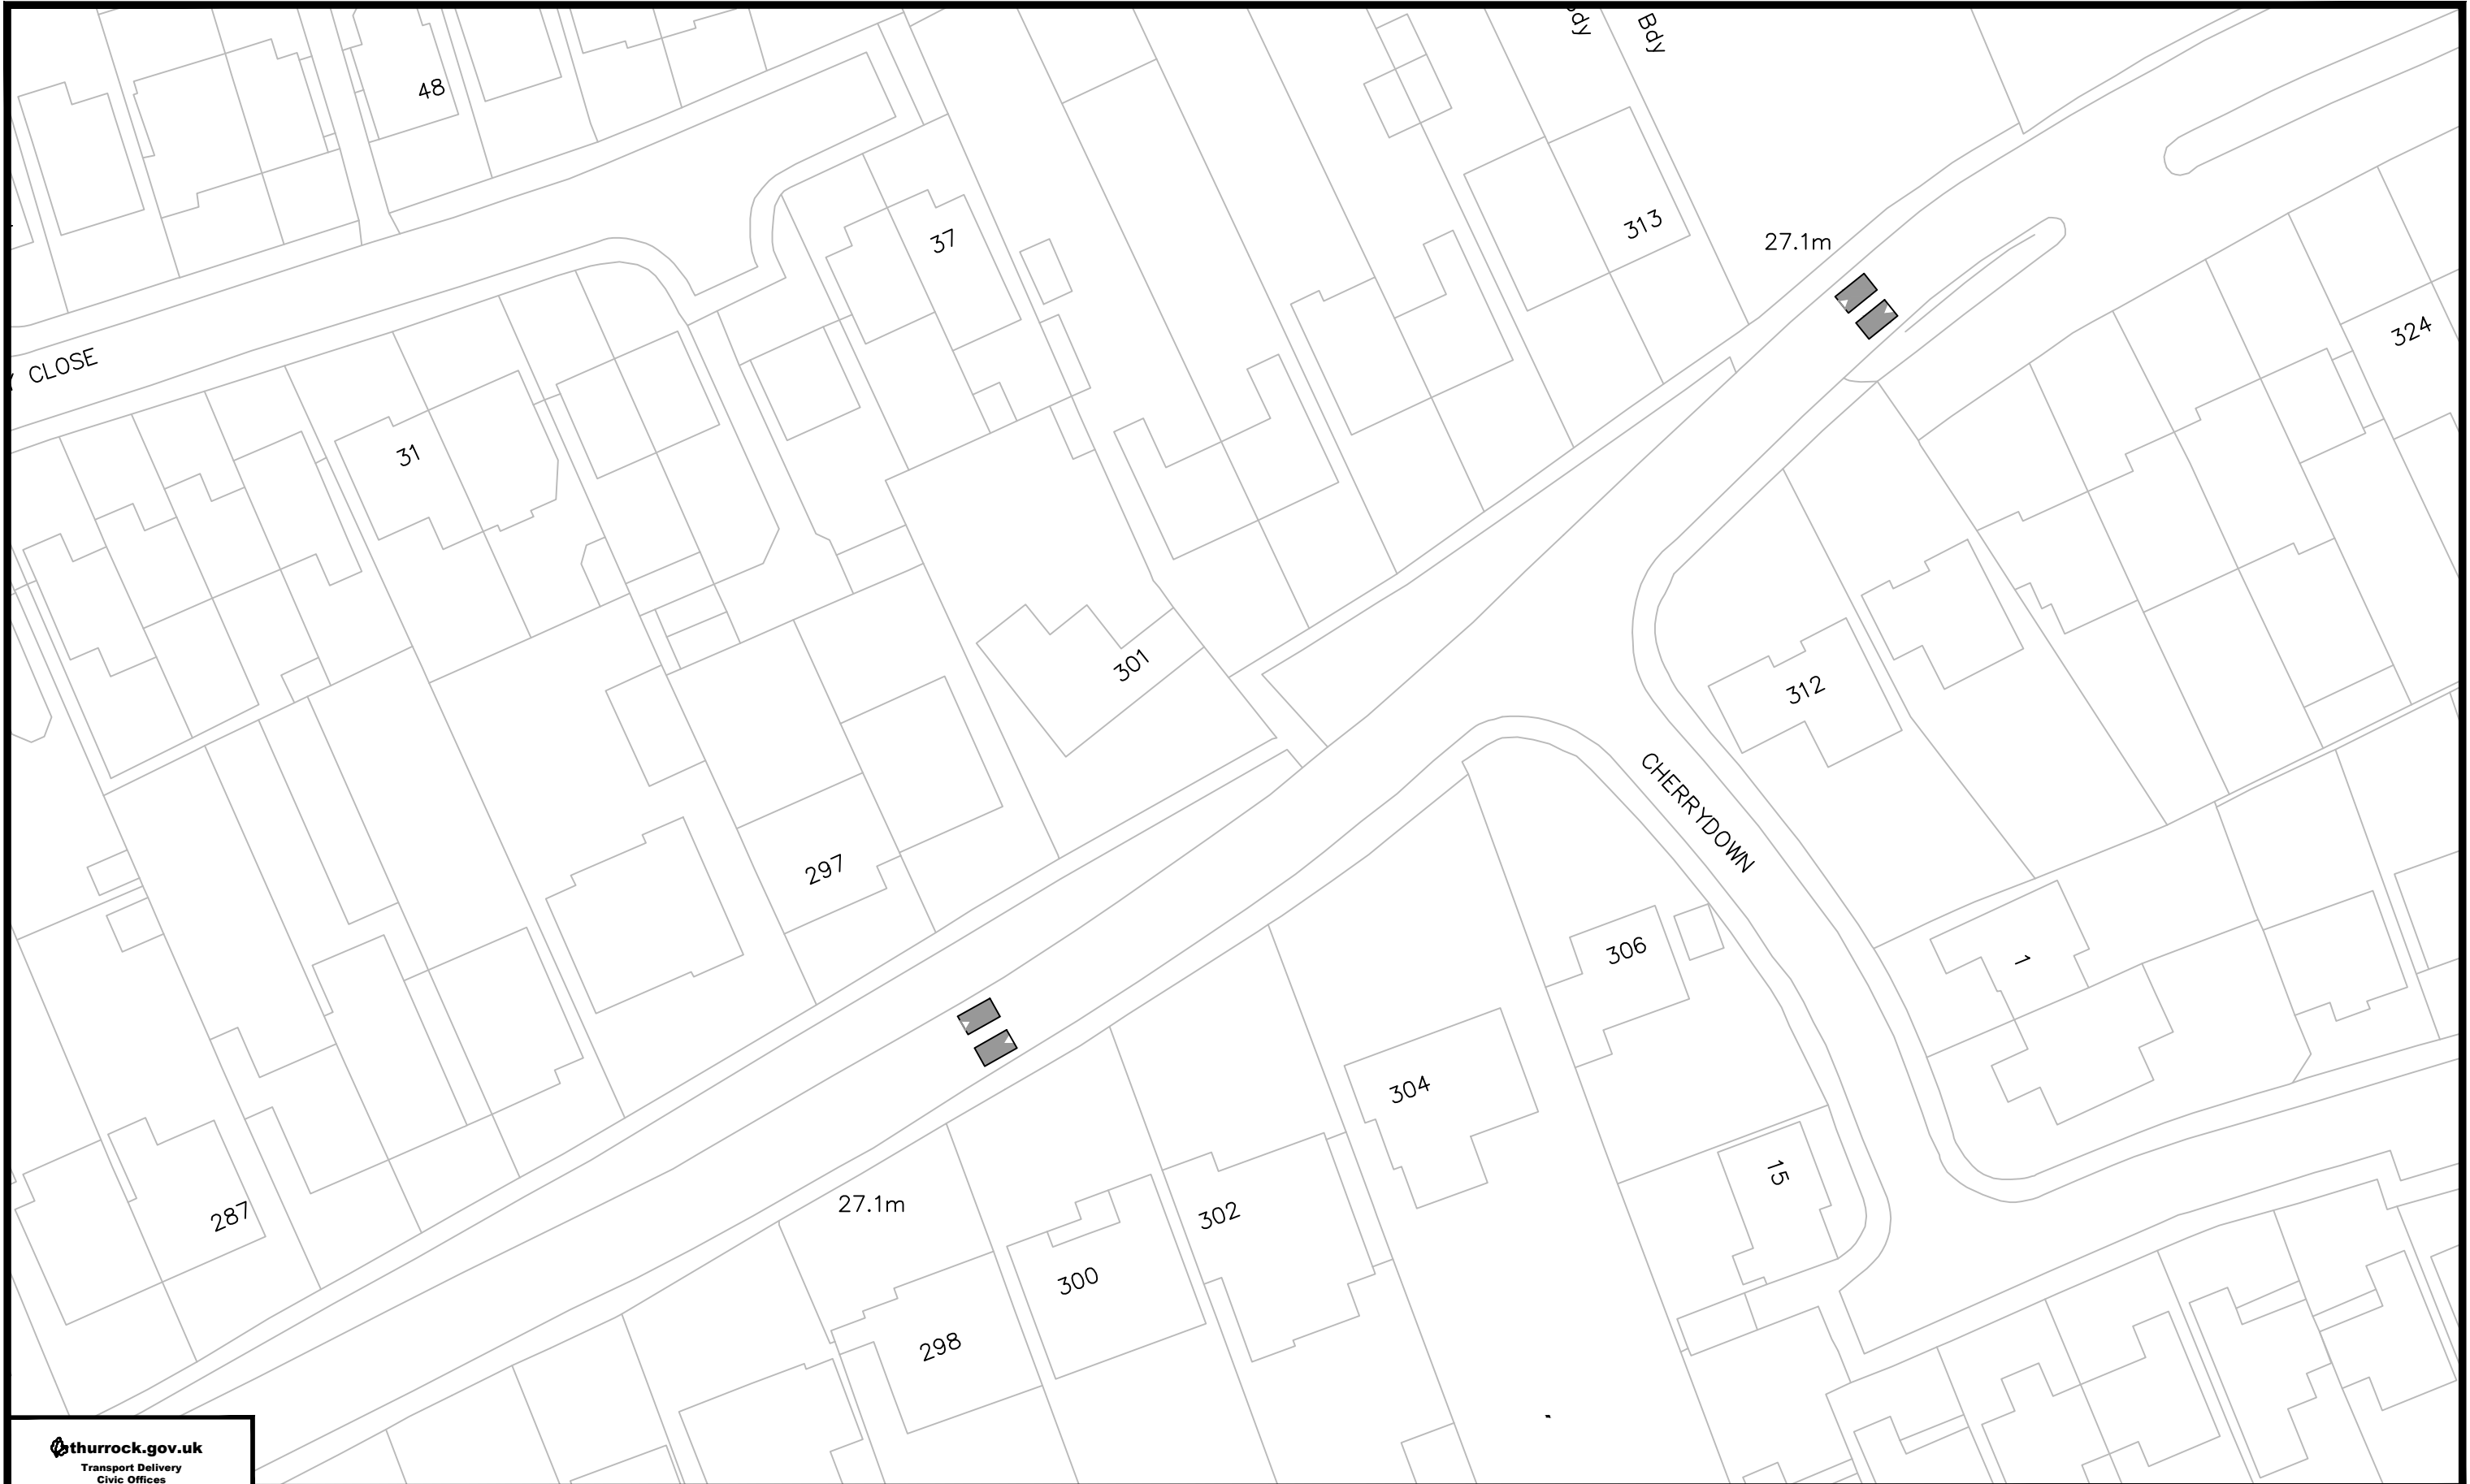 Bdy
48
37
313
27.1m
324
CLOSE
31
301
312
CHERRYDOWN
297
306
1
304
15
287
27.1m
302
300
298
thurrock.gov.uk
Transport Delivery
Civic Offices